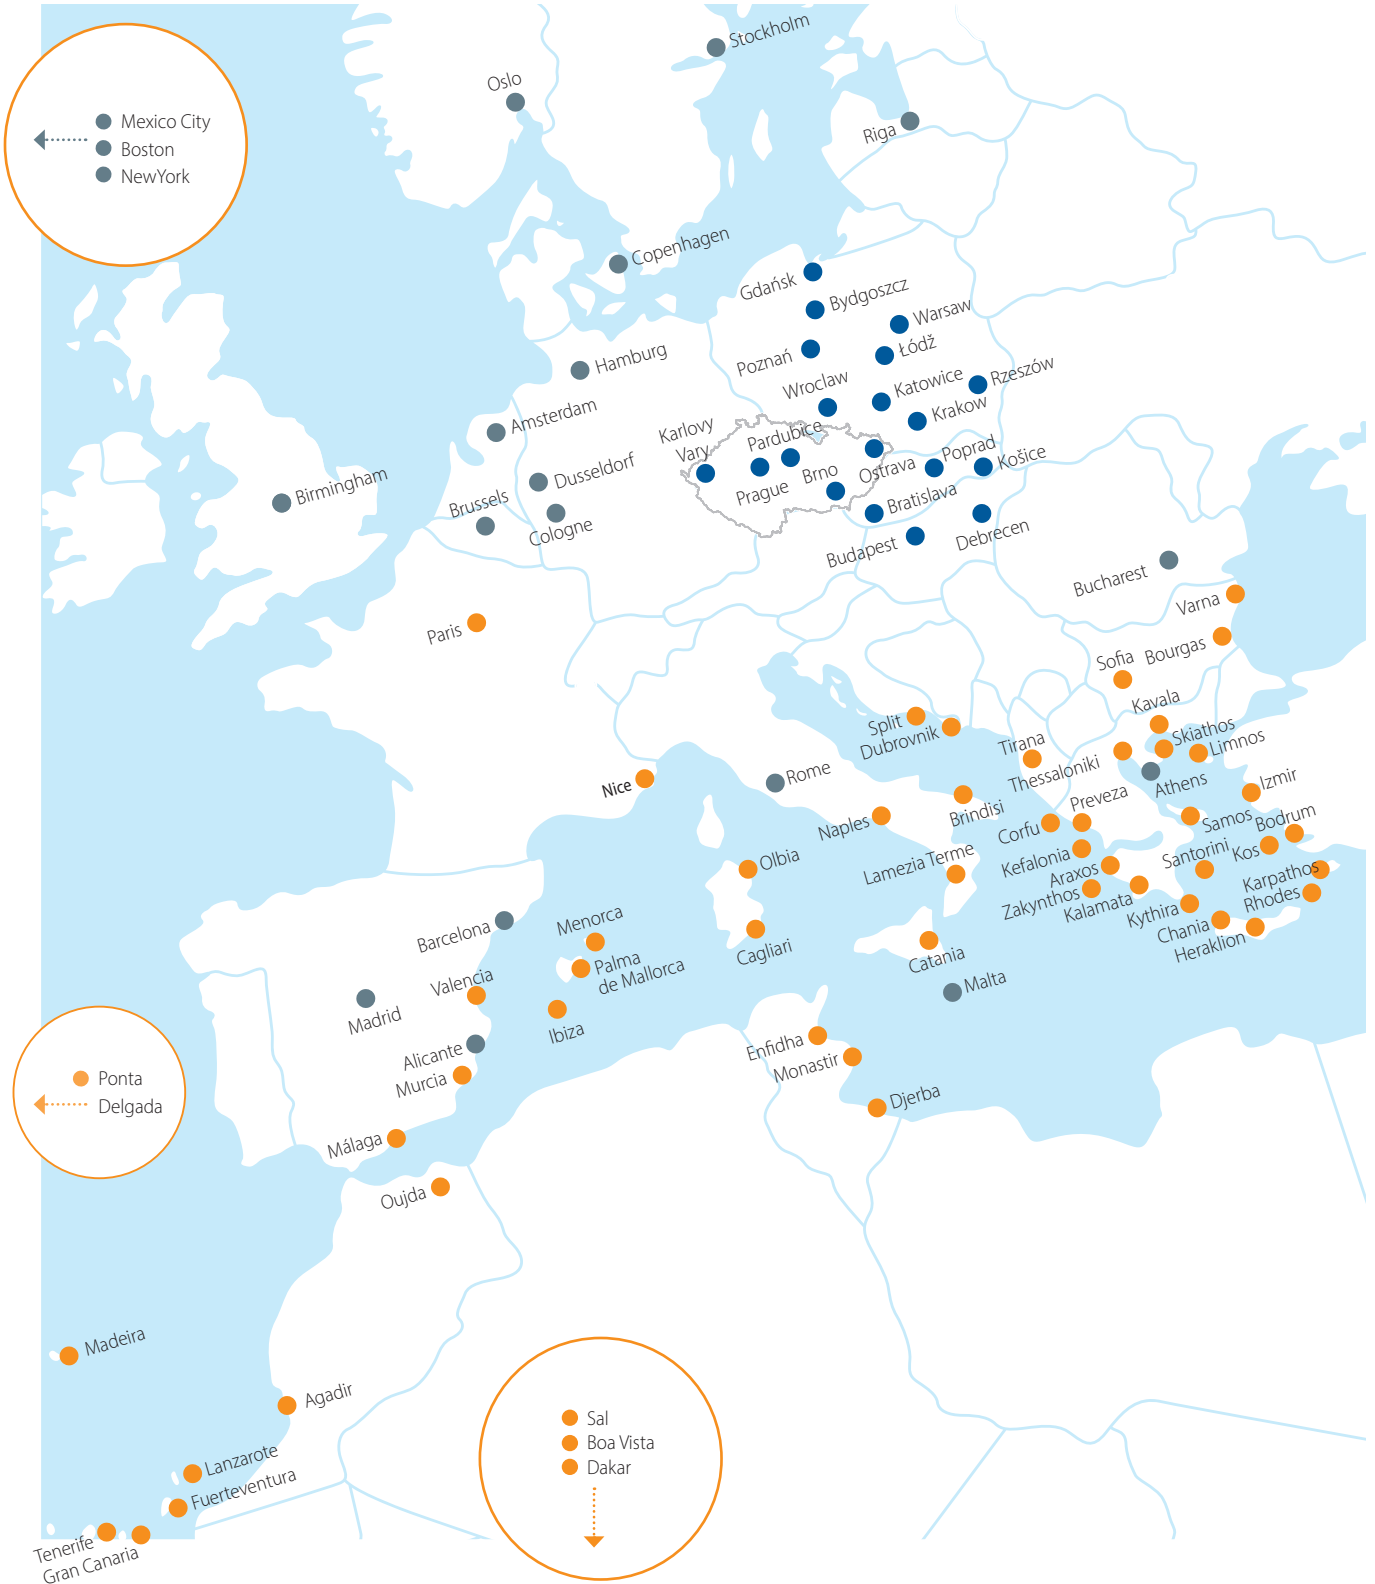 Stockholm
Oslo
Mexico City
Boston
NewYork
Riga
Copenhagen
Gdańsk
Bydgoszcz
Warsaw
Łódź
Poznań
Hamburg
Wroclaw
Katowice
Rzeszów
Krakow
Amsterdam
Karlovy
Vary
Pardubice
Prague
Brno
Ostrava
Poprad
Košice
Dusseldorf
Birmingham
Brussels
Cologne
Bratislava
Budapest
Debrecen
Bucharest
Varna
Paris
Bourgas
Sofia
Kavala
Split
Dubrovnik
Skiathos
Limnos
Tirana
Thessaloniki
Athens
Izmir
Nice
Rome
Brindisi
Preveza
Naples
Corfu
Samos
Bodrum
Olbia
Lamezia Terme
Kefalonia
Araxos
Santorini
Kos
Karpathos
Rhodes
Zakynthos
Kalamata
Kythira
Chania
Heraklion
Barcelona
Menorca
Cagliari
Catania
Palma
de Mallorca
Valencia
Malta
Madrid
Ibiza
Alicante
Murcia
Enfidha
Monastir
Ponta
Delgada
Djerba
Málaga
Oujda
Madeira
Agadir
Sal
Boa Vista
Dakar
Lanzarote
Fuerteventura
Tenerife
Gran Canaria